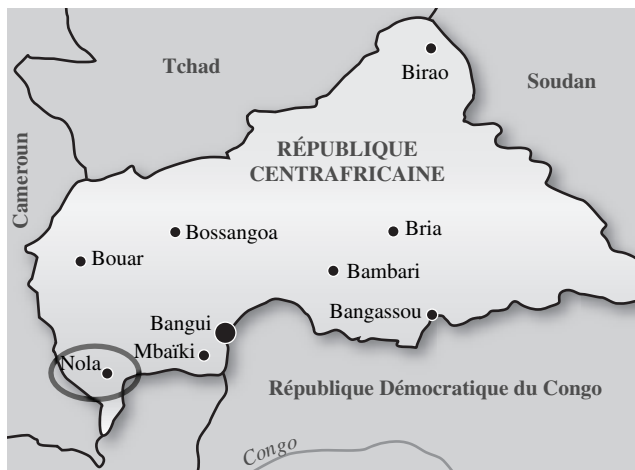 Tchad
Birao
Soudan
RÉPUBLIQUE
CENTRAFRICAINE
Cameroun
Bossangoa
Bria
Bouar
Bambari
Bangassou
Bangui
Mbaïki
Nola
République Démocratique du Congo
Congo